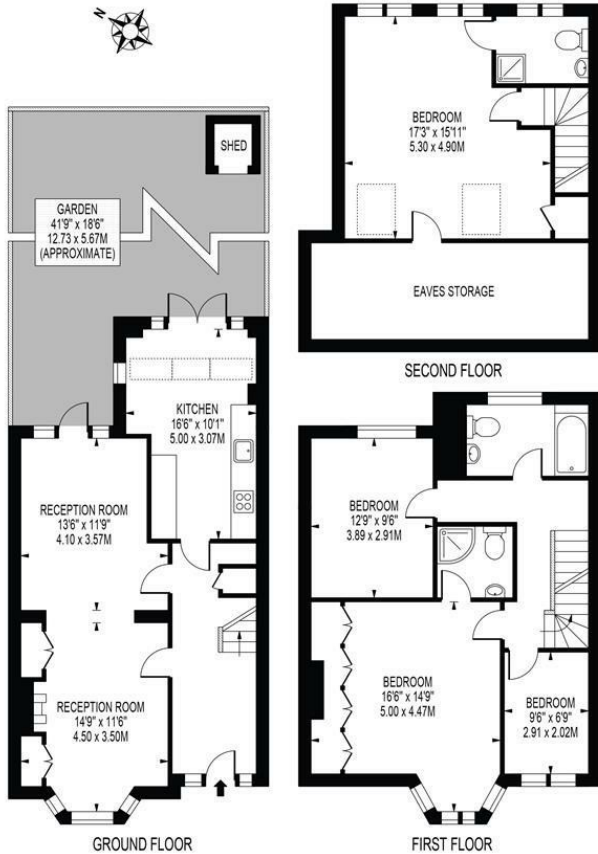 N
SHED
GARDEN
41'9" x 18'6"
12.73 x 5.67M
(APPROXIMATE)
KITCHEN
16'6" x 10'1"
5.00 x 3.07M
RECEPTION ROOM
13'6" x 11'9"
4.10 x 3.57M
RECEPTION ROOM
14'9" x 11'6"
4.50 x 3.50M
GROUND FLOOR
BEDROOM
17'3" x 15'11"
5.30 x 4.90M
EAVES STORAGE
SECOND FLOOR
BEDROOM
12'9" x 9'6"
3.89 x 2.91M
BEDROOM
16'6" x 14'9"
5.00 x 4.47M
BEDROOM
9'6" x 6'9"
2.91 x 2.02M
FIRST FLOOR